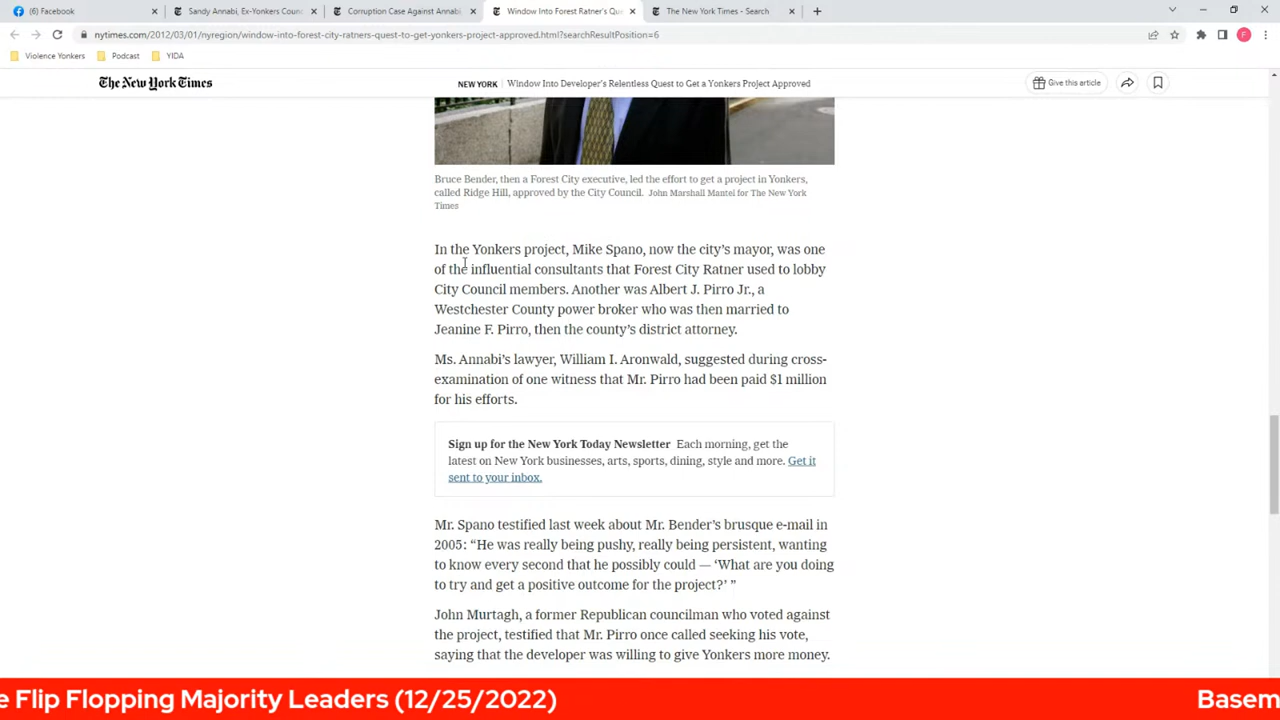 (6) Facebook
Sandy Annabi, Ex-Yonkers Counc
Corruption Case Against Annabi,
Window Into Forest Ratner's Que
The New York Times - Search
nytimes.com/2012/03/01/nyregion/window-into-forest-city-ratners-quest-to-get-yonkers-project-approved.html?searchResultPosition=6
F
Violence Yonkers
Podcast
YIDA
The New York Times
NEW YORK | Window Into Developer's Relentless Quest to Get a Yonkers Project Approved
Give this article
Bruce Bender, then a Forest City executive, led the effort to get a project in Yonkers,
called Ridge Hill, approved by the City Council. John Marshall Mantel for The New York
Times
In the Yonkers project, Mike Spano, now the city's mayor, was one
of the influential consultants that Forest City Ratner used to lobby
City Council members. Another was Albert J. Pirro Jr., a
Westchester County power broker who was then married to
Jeanine F. Pirro, then the county's district attorney.
Ms. Annabi's lawyer, William I. Aronwald, suggested during cross-
examination of one witness that Mr. Pirro had been paid $1 million
for his efforts.
Sign up for the New York Today Newsletter Each morning, get the
latest on New York businesses, arts, sports, dining, style and more. Get it
sent to your inbox.
Mr. Spano testified last week about Mr. Bender's brusque e-mail in
2005: “He was really being pushy, really being persistent, wanting
to know every second that he possibly could — ‘What are you doing
to try and get a positive outcome for the project?’ ”
John Murtagh, a former Republican councilman who voted against
the project, testified that Mr. Pirro once called seeking his vote,
saying that the developer was willing to give Yonkers more money.
e Flip Flopping Majority Leaders (12/25/2022) Basem